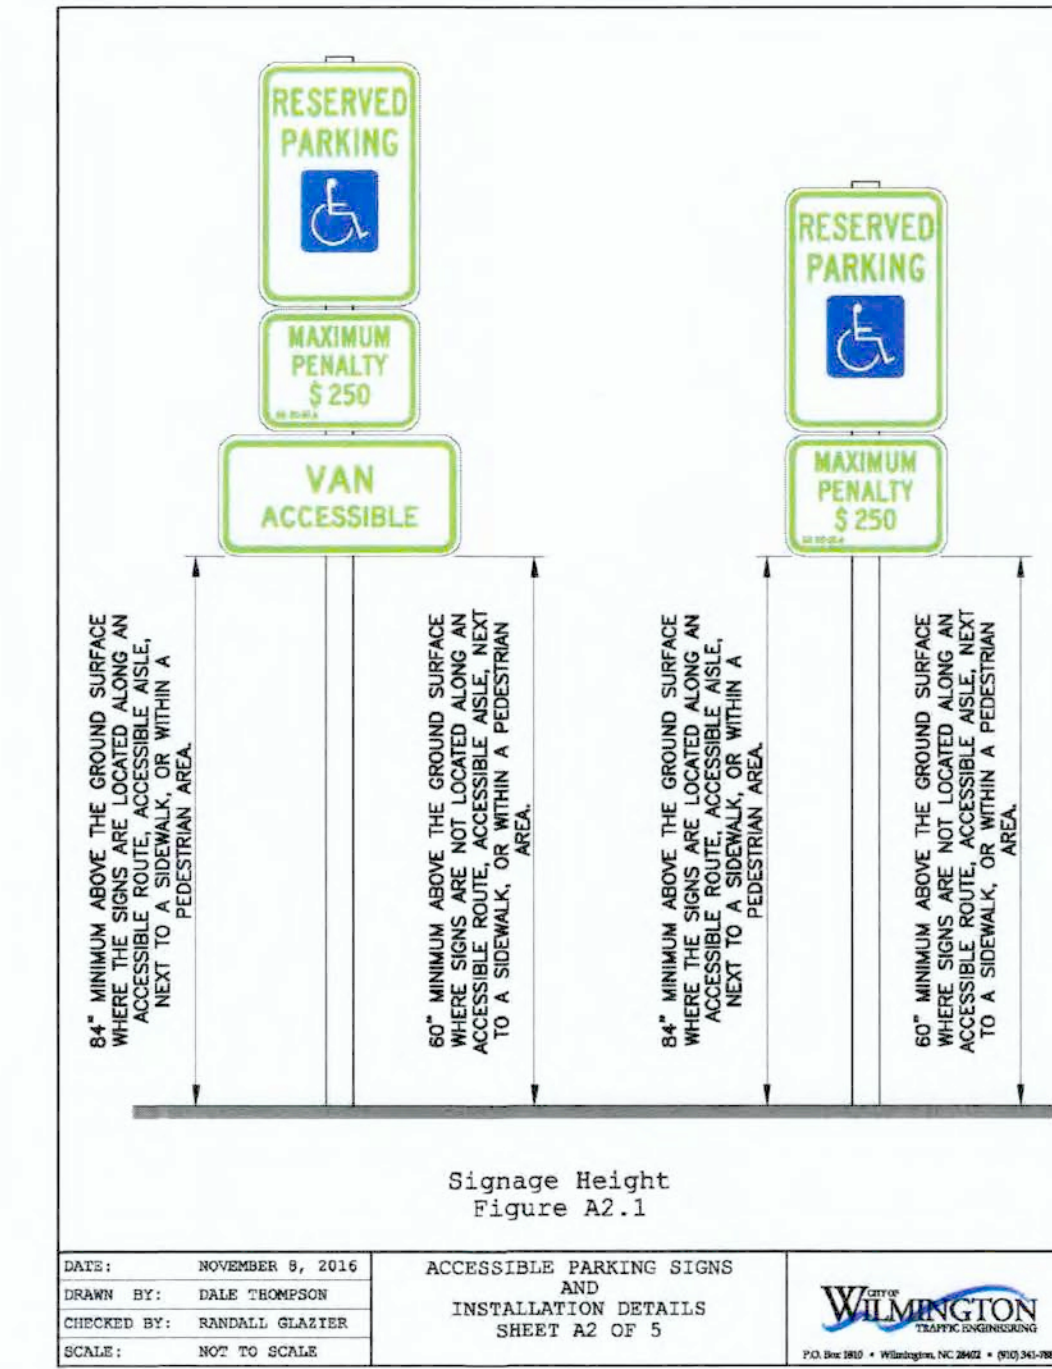 RESERVED
PARKING
MAXIMUM
PENALTY
$ 250
VAN
ACCESSIBLE
RESERVED
PARKING
MAXIMUM
PENALTY
$ 250
84" MINIMUM ABOVE THE GROUND SURFACE
WHERE THE SIGNS ARE LOCATED ALONG AN
ACCESSIBLE ROUTE, ACCESSIBLE AISLE,
NEXT TO A SIDEWALK, OR WITHIN A
PEDESTRIAN AREA.
60" MINIMUM ABOVE THE GROUND SURFACE
WHERE SIGNS ARE NOT LOCATED ALONG AN
ACCESSIBLE ROUTE, ACCESSIBLE AISLE, NEXT
TO A SIDEWALK, OR WITHIN A PEDESTRIAN
AREA.
84" MINIMUM ABOVE THE GROUND SURFACE
WHERE THE SIGNS ARE LOCATED ALONG AN
ACCESSIBLE ROUTE, ACCESSIBLE AISLE,
NEXT TO A SIDEWALK, OR WITHIN A
PEDESTRIAN AREA.
60" MINIMUM ABOVE THE GROUND SURFACE
WHERE SIGNS ARE NOT LOCATED ALONG AN
ACCESSIBLE ROUTE, ACCESSIBLE AISLE, NEXT
TO A SIDEWALK, OR WITHIN A PEDESTRIAN
AREA.
Signage Height
Figure A2.1
DATE: NOVEMBER 8, 2016
DRAWN BY: DALE THOMPSON
CHECKED BY: RANDALL GLAZIER
SCALE: NOT TO SCALE
ACCESSIBLE PARKING SIGNS
AND
INSTALLATION DETAILS
SHEET A2 OF 5
CITY OF
WILMINGTON
TRAFFIC ENGINEERING
P.O. Box 1810 • Wilmington, NC 28402 • (910) 341-788